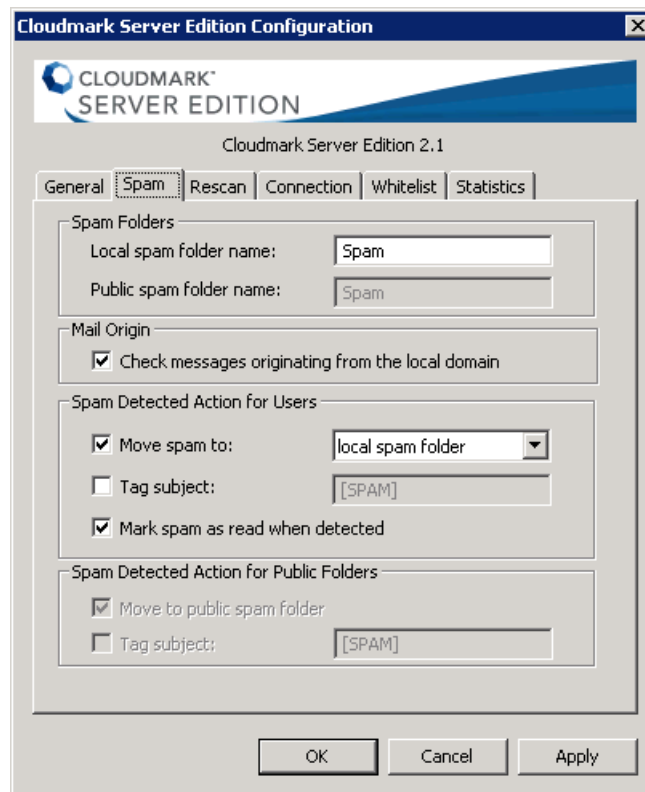 Cloudmark Server Edition Configuration
CLOUDMARK™
SERVER EDITION
Cloudmark Server Edition 2.1
General Spam Rescan Connection Whitelist Statistics
Spam Folders
Local spam folder name: Spam
Public spam folder name: Spam
Mail Origin
Check messages originating from the local domain
Spam Detected Action for Users
Move spam to: local spam folder
Tag subject: [SPAM]
Mark spam as read when detected
Spam Detected Action for Public Folders
Move to public spam folder
Tag subject: [SPAM]
OK Cancel Apply